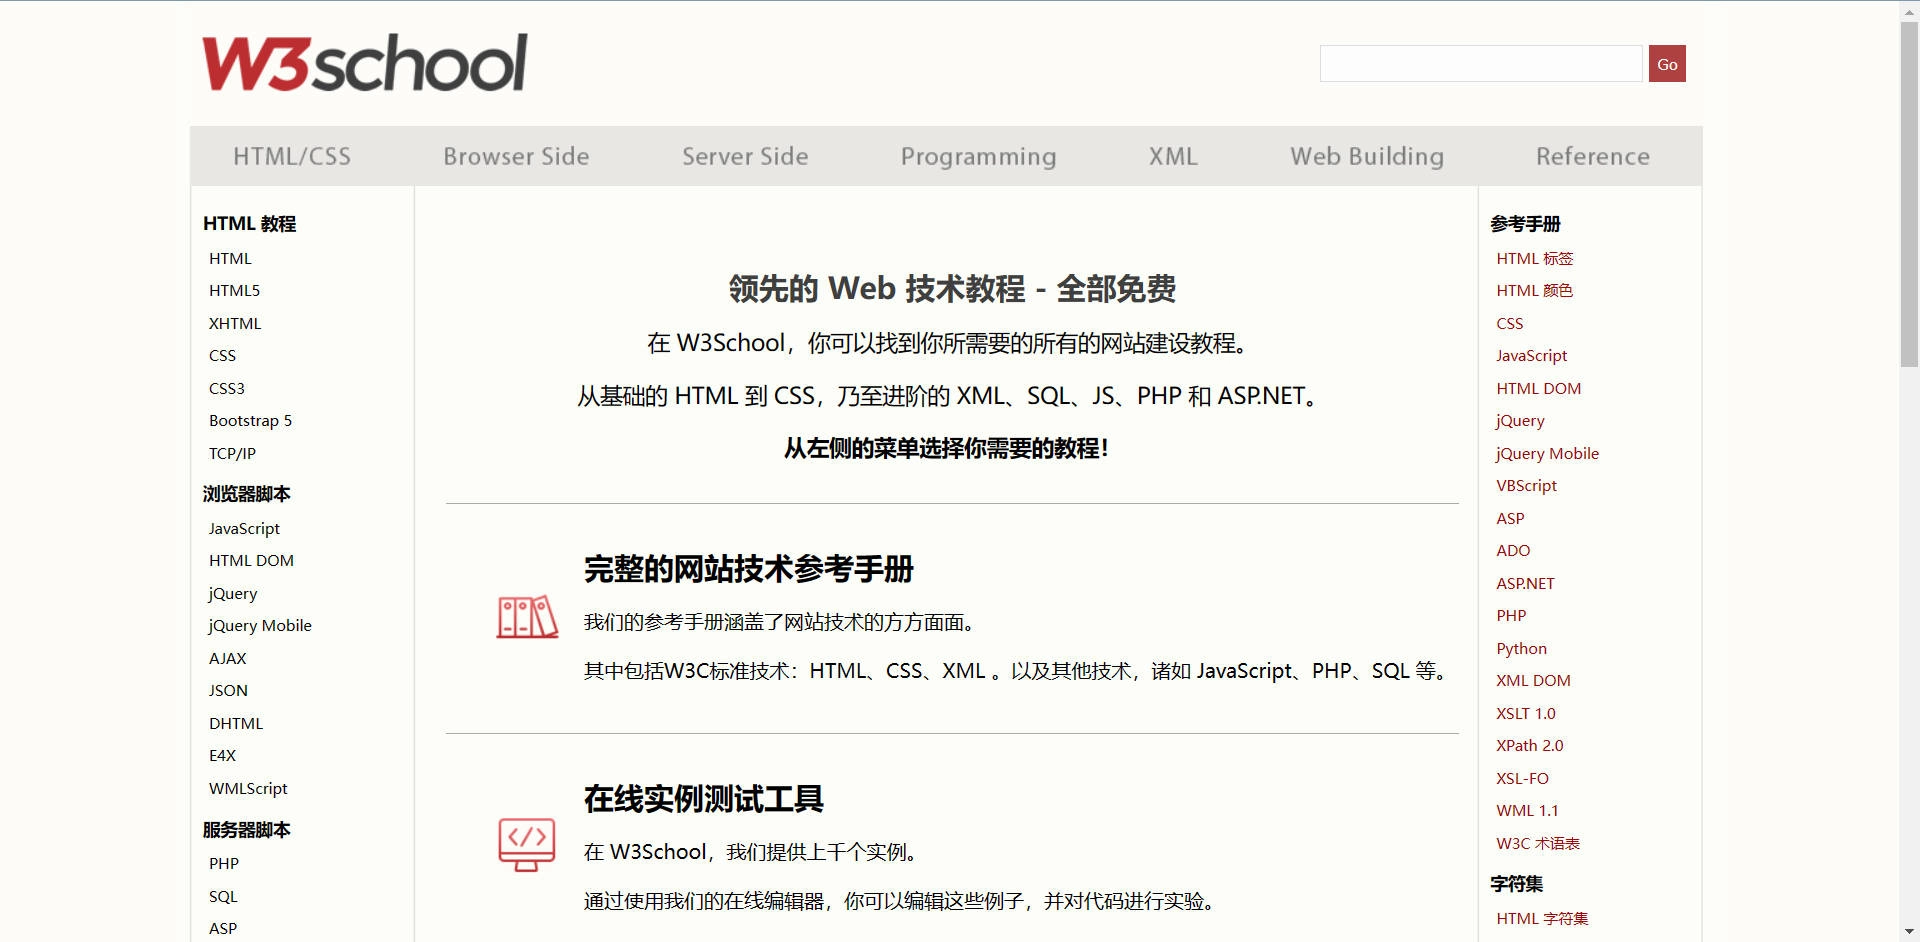 W3school
Go
HTML/CSS
Browser Side
Server Side
Programming
XML
Web Building
Reference
HTML 教程
HTML
HTML5
XHTML
CSS
CSS3
Bootstrap 5
TCP/IP
浏览器脚本
JavaScript
HTML DOM
jQuery
jQuery Mobile
AJAX
JSON
DHTML
E4X
WMLScript
服务器脚本
PHP
SQL
ASP
领先的 Web 技术教程 - 全部免费
在 W3School，你可以找到你所需要的所有的网站建设教程。
从基础的 HTML 到 CSS，乃至进阶的 XML、SQL、JS、PHP 和 ASP.NET。
从左侧的菜单选择你需要的教程！
完整的网站技术参考手册
我们的参考手册涵盖了网站技术的方方面面。
其中包括W3C标准技术：HTML、CSS、XML 。以及其他技术，诸如 JavaScript、PHP、SQL 等。
在线实例测试工具
在 W3School，我们提供上千个实例。
通过使用我们的在线编辑器，你可以编辑这些例子，并对代码进行实验。
参考手册
HTML 标签
HTML 颜色
CSS
JavaScript
HTML DOM
jQuery
jQuery Mobile
VBScript
ASP
ADO
ASP.NET
PHP
Python
XML DOM
XSLT 1.0
XPath 2.0
XSL-FO
WML 1.1
W3C 术语表
字符集
HTML 字符集